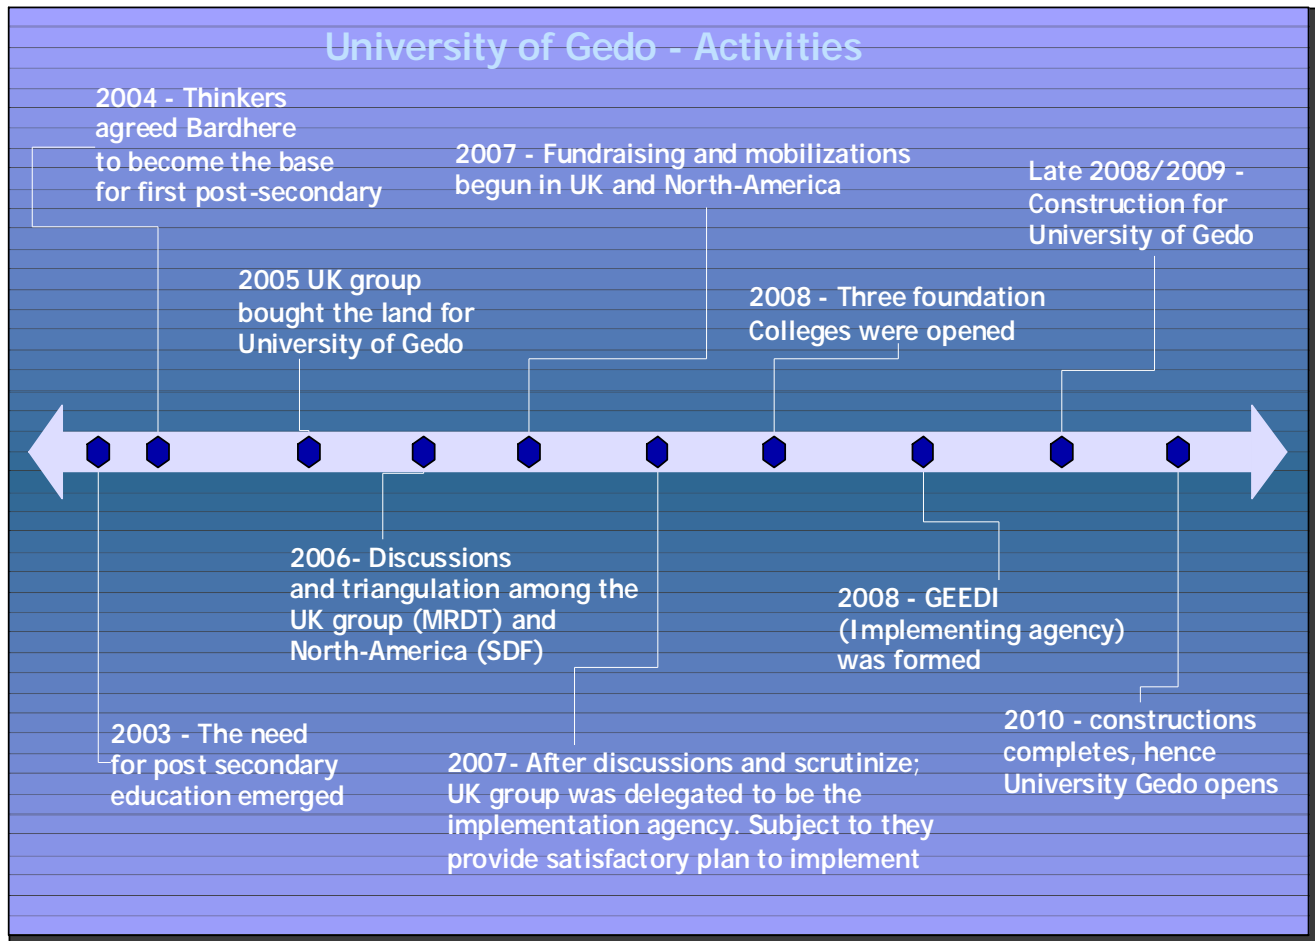 University of Gedo - Activities
2004 - Thinkers
agreed Bardhere
to become the base
for first post-secondary
2007 - Fundraising and mobilizations
begun in UK and North-America
Late 2008/2009 -
Construction for
University of Gedo
2005 UK group
bought the land for
University of Gedo
2008 - Three foundation
Colleges were opened
2006- Discussions
and triangulation among the
UK group (MRDT) and
North-America (SDF)
2008 - GEEDI
(Implementing agency)
was formed
2003 - The need
for post secondary
education emerged
2007- After discussions and scrutinize;
UK group was delegated to be the
implementation agency. Subject to they
provide satisfactory plan to implement
2010 - constructions
completes, hence
University Gedo opens